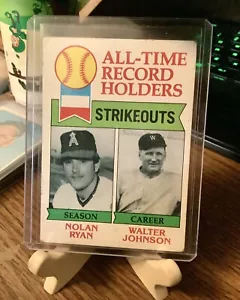 ALL-TIME
RECORD
HOLDERS
STRIKEOUTS
A
W
SEASON
CAREER
NOLAN
RYAN
WALTER
JOHNSON